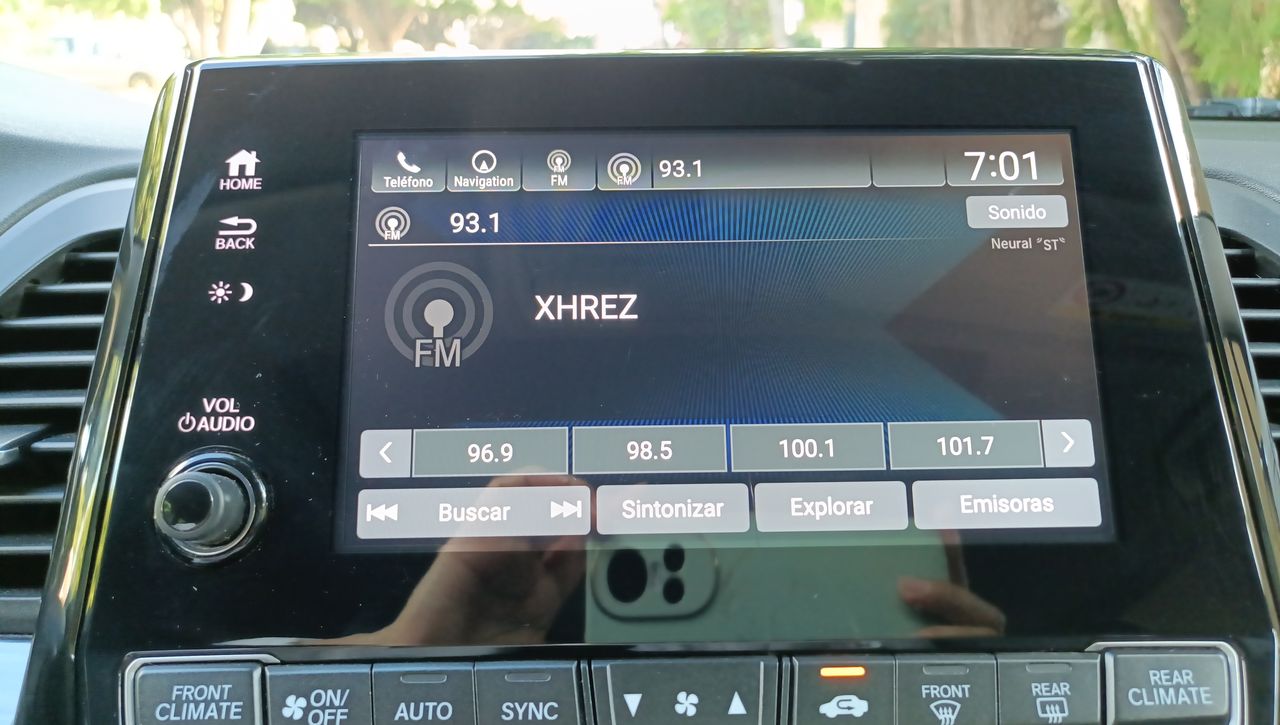 HOME
BACK
VOL
AUDIO
Teléfono
Navigation
FM
FM
93.1
7:01
FM
93.1
Sonido
Neural "ST"
FM
XHREZ
96.9
98.5
100.1
101.7
Buscar
Sintonizar
Explorar
Emisoras
FRONT
CLIMATE
ON/
OFF
AUTO
SYNC
FRONT
REAR
REAR
CLIMATE